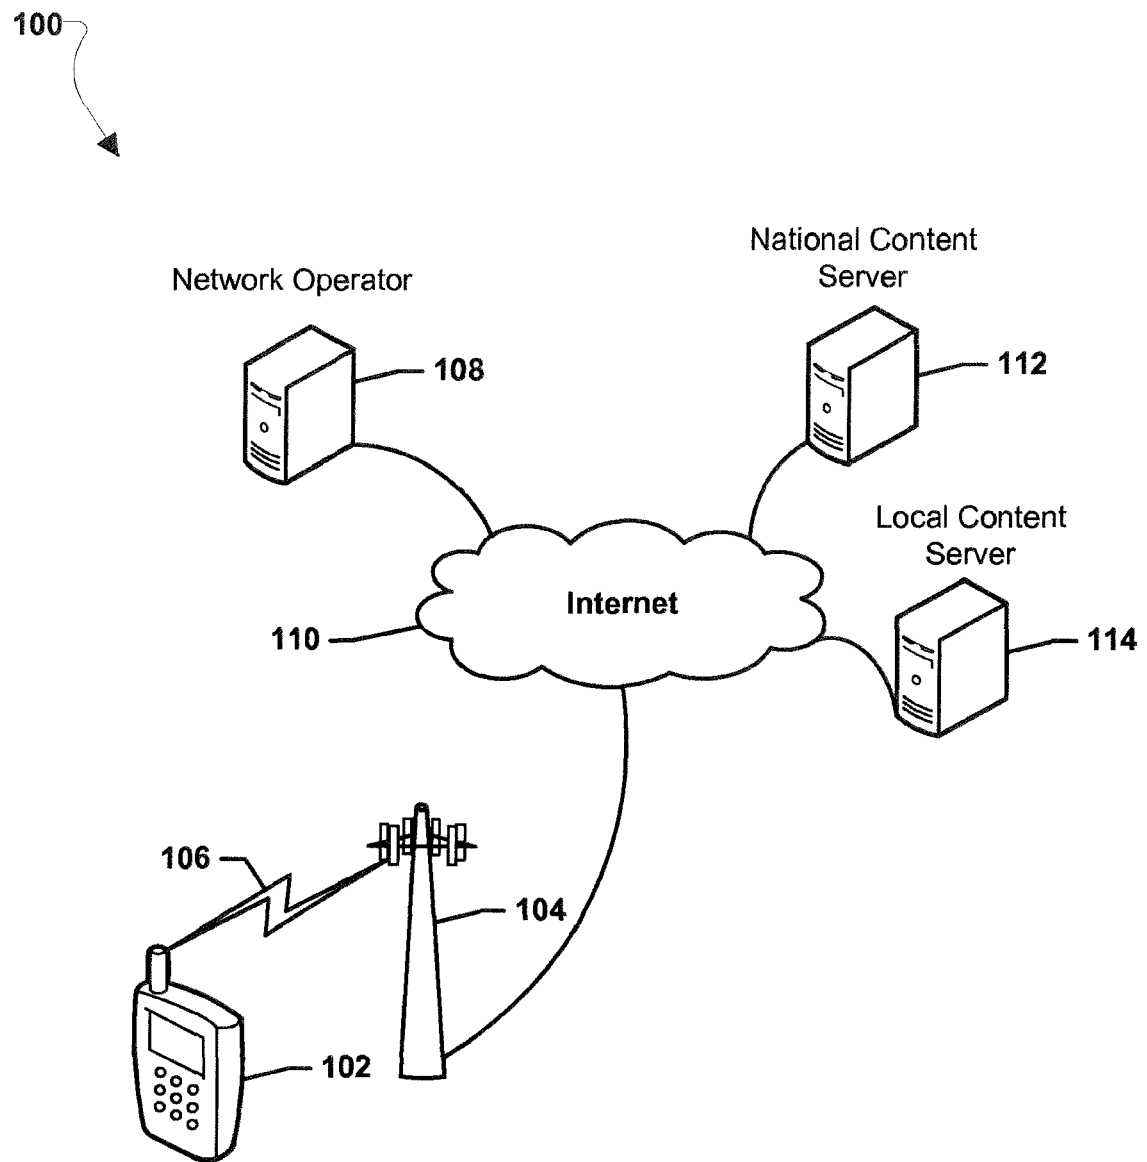 100
National Content
Server
Network Operator
108
112
Local Content
Server
Internet
110
114
106
104
102